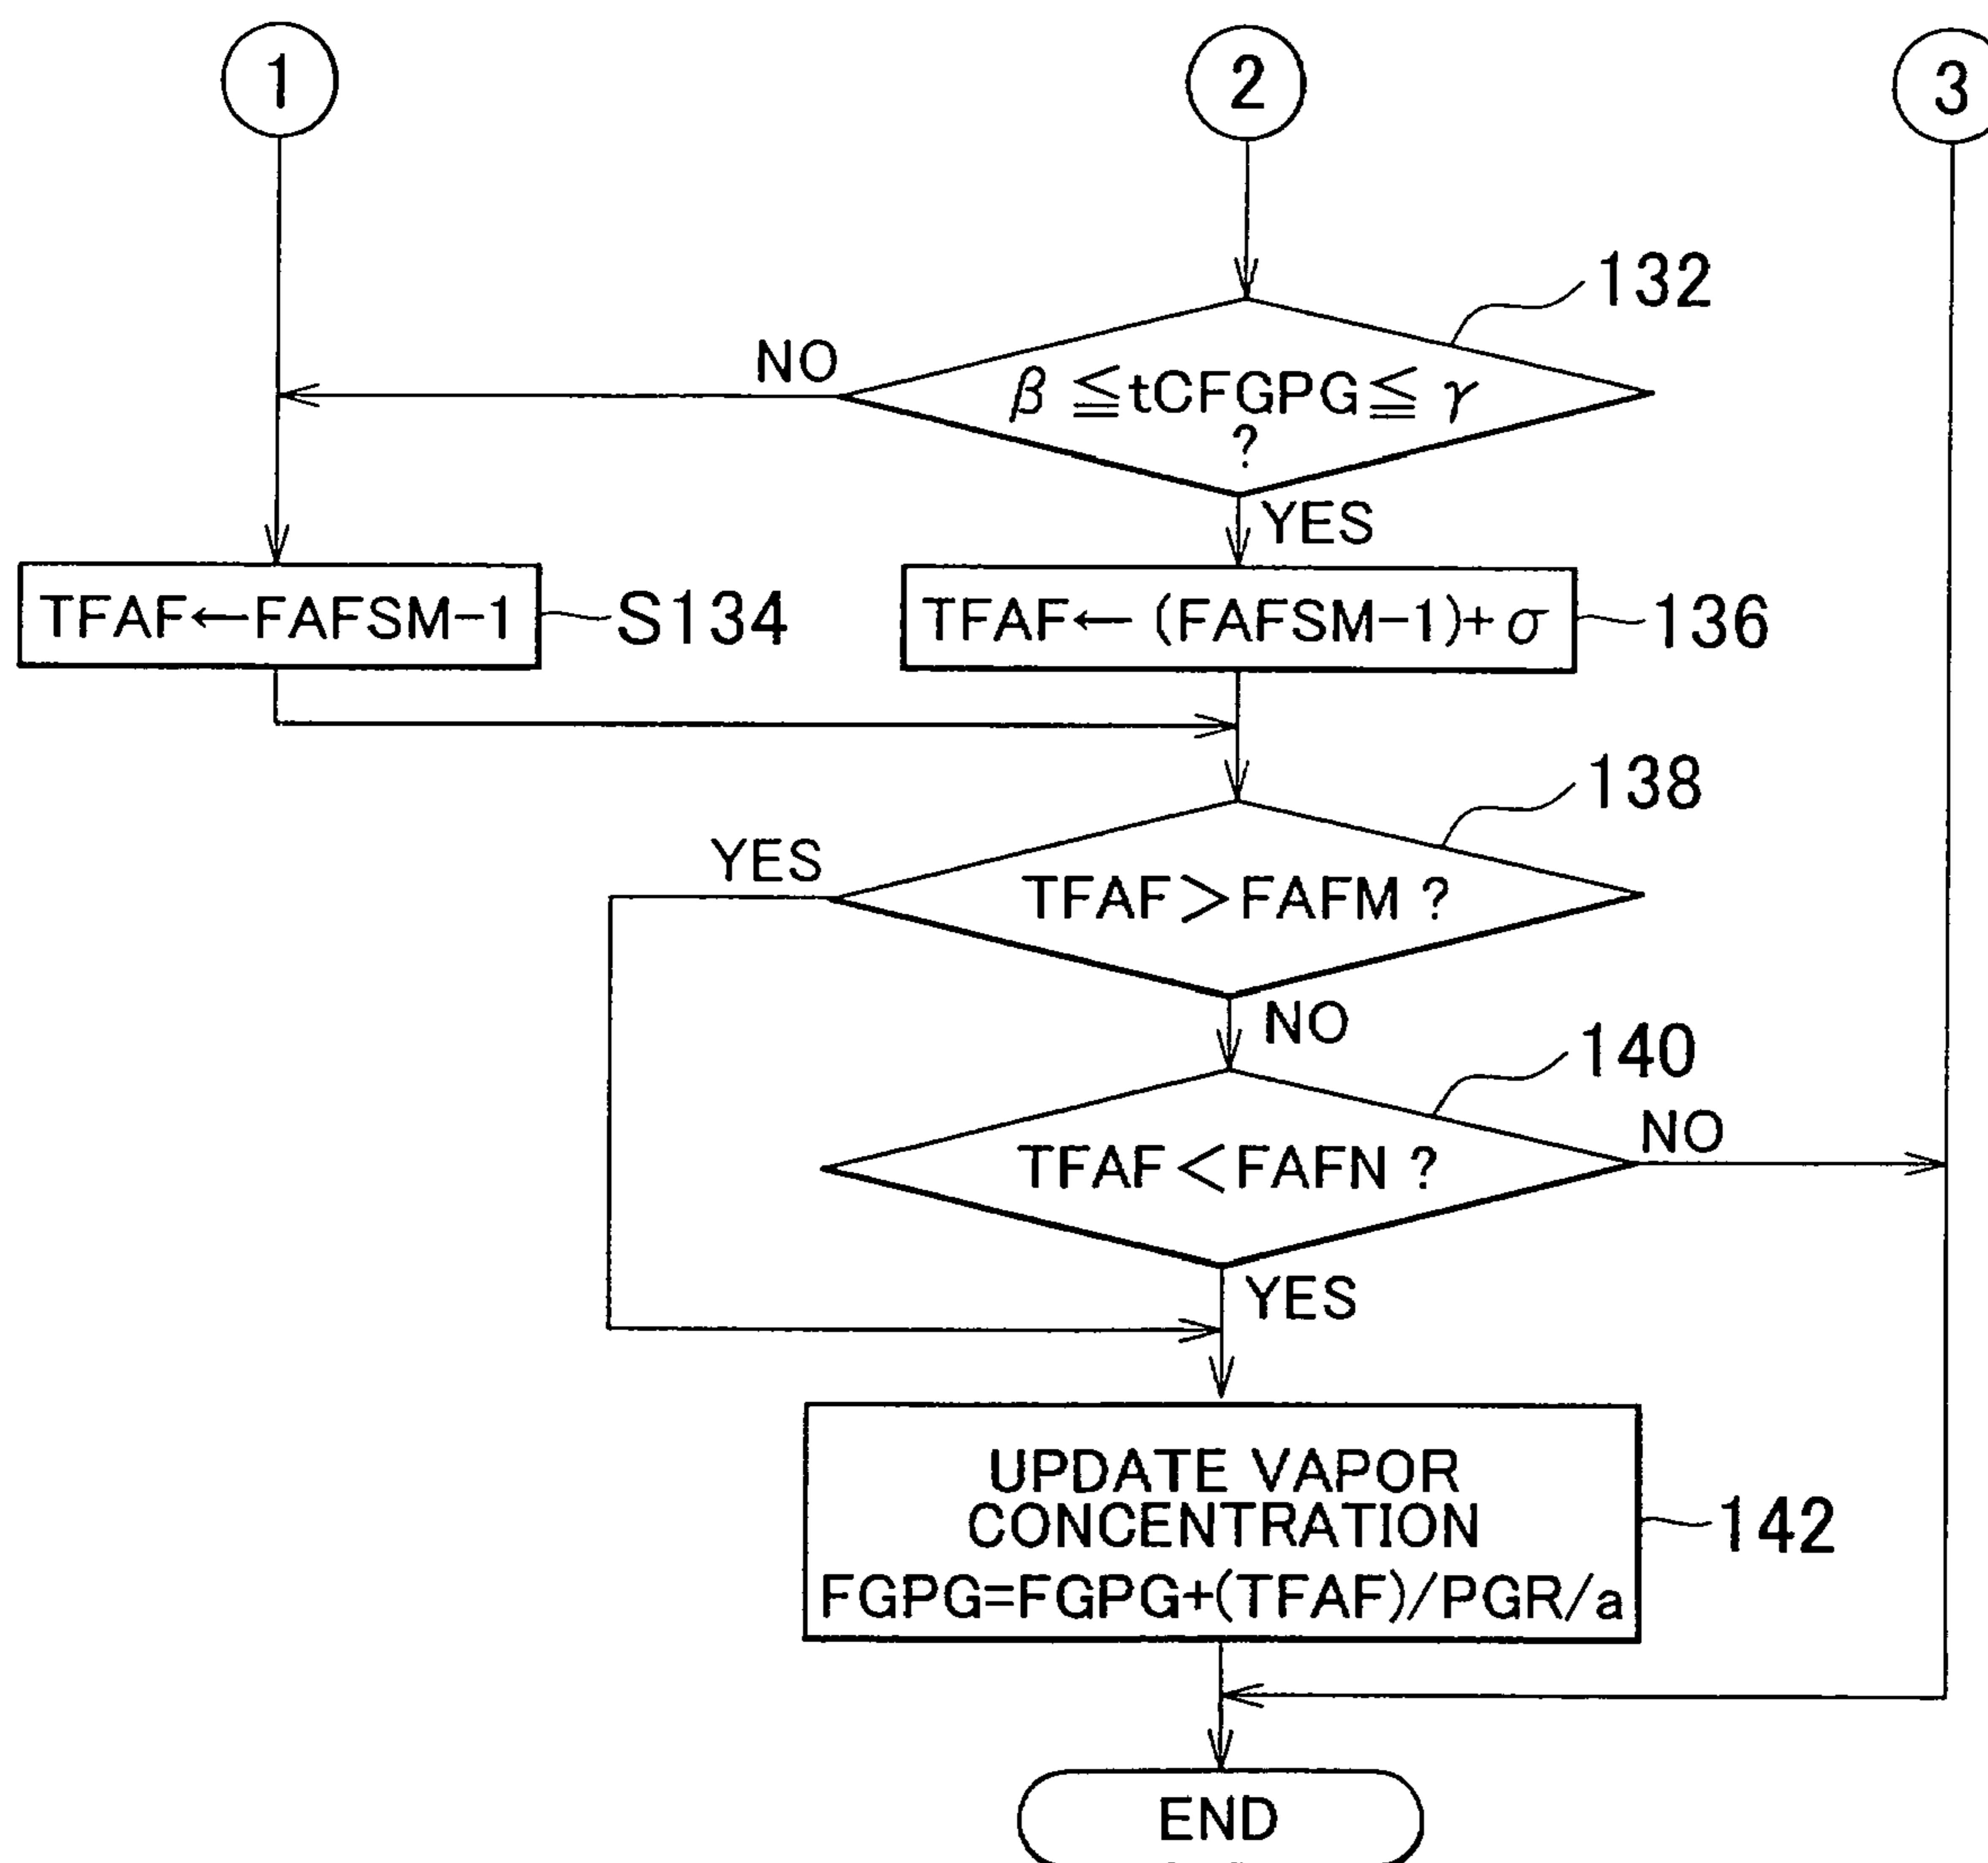 1
2
3
132
NO
β ≦tCFGPG≦ γ
?
YES
TFAF←FAFSM-1
S134
TFAF← (FAFSM-1)+σ
136
138
YES
TFAF>FAFM ?
NO
140
NO
TFAF<FAFN ?
YES
UPDATE VAPOR
CONCENTRATION
FGPG=FGPG+(TFAF)/PGR/a
142
END